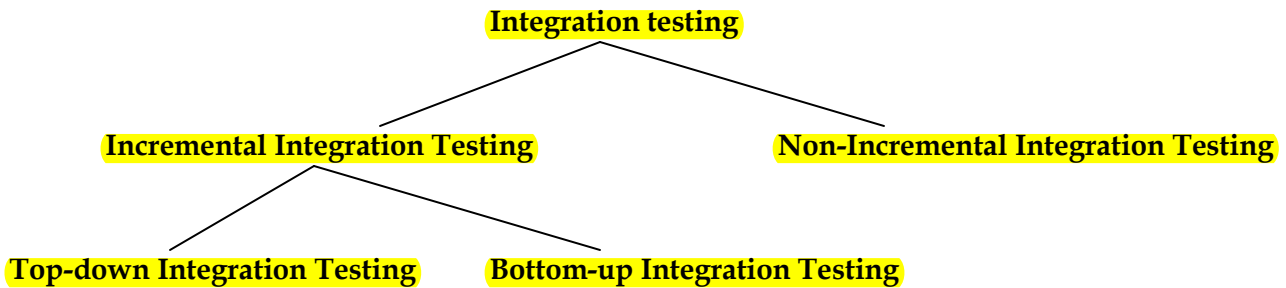 Integration testing
Incremental Integration Testing
Non-Incremental Integration Testing
Top-down Integration Testing
Bottom-up Integration Testing